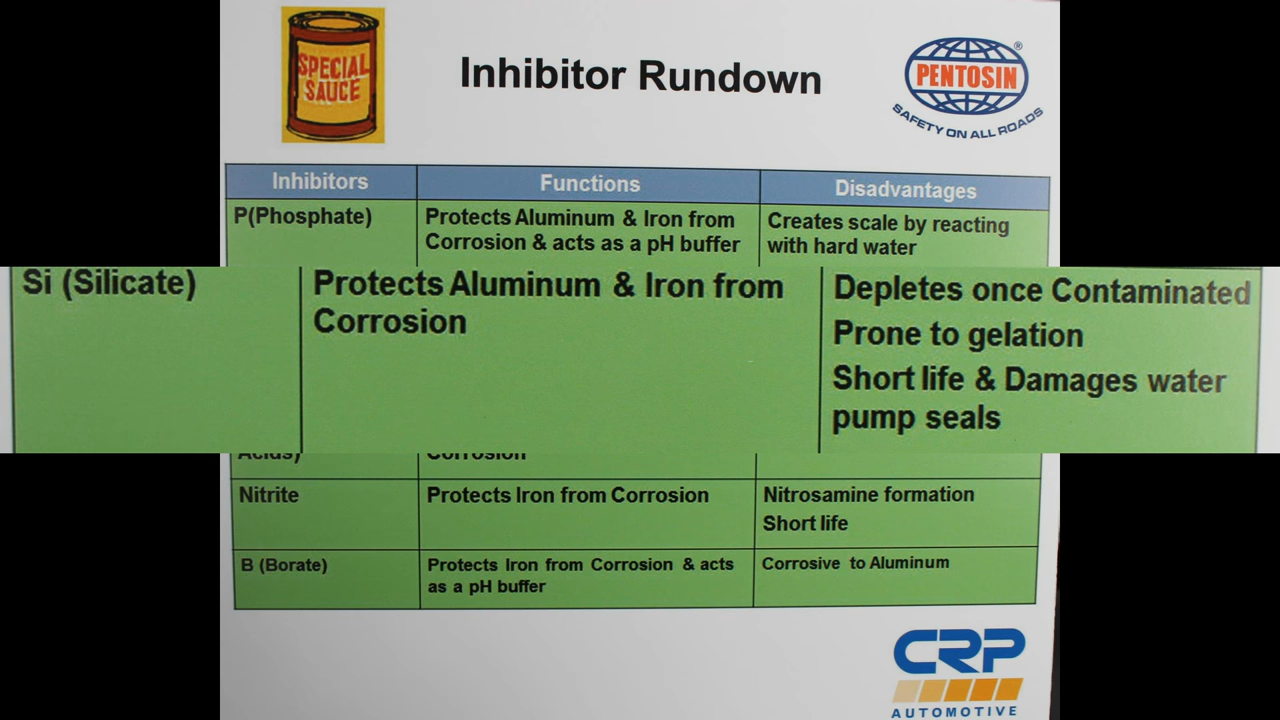 SPECIAL
SAUCE
Inhibitor Rundown
PENTOSIN®
SAFETY ON ALL ROADS
Inhibitors Functions Disadvantages
P(Phosphate) Protects Aluminum & Iron from Creates scale by reacting
Corrosion & acts as a pH buffer with hard water
Si (Silicate) Protects Aluminum & Iron from Depletes once Contaminated
Corrosion Prone to gelation
Short life & Damages water
pump seals
Acids) Corrosion
Nitrite Protects Iron from Corrosion Nitrosamine formation
Short life
B (Borate) Protects Iron from Corrosion & acts Corrosive to Aluminum
as a pH buffer
CRP
AUTOMOTIVE